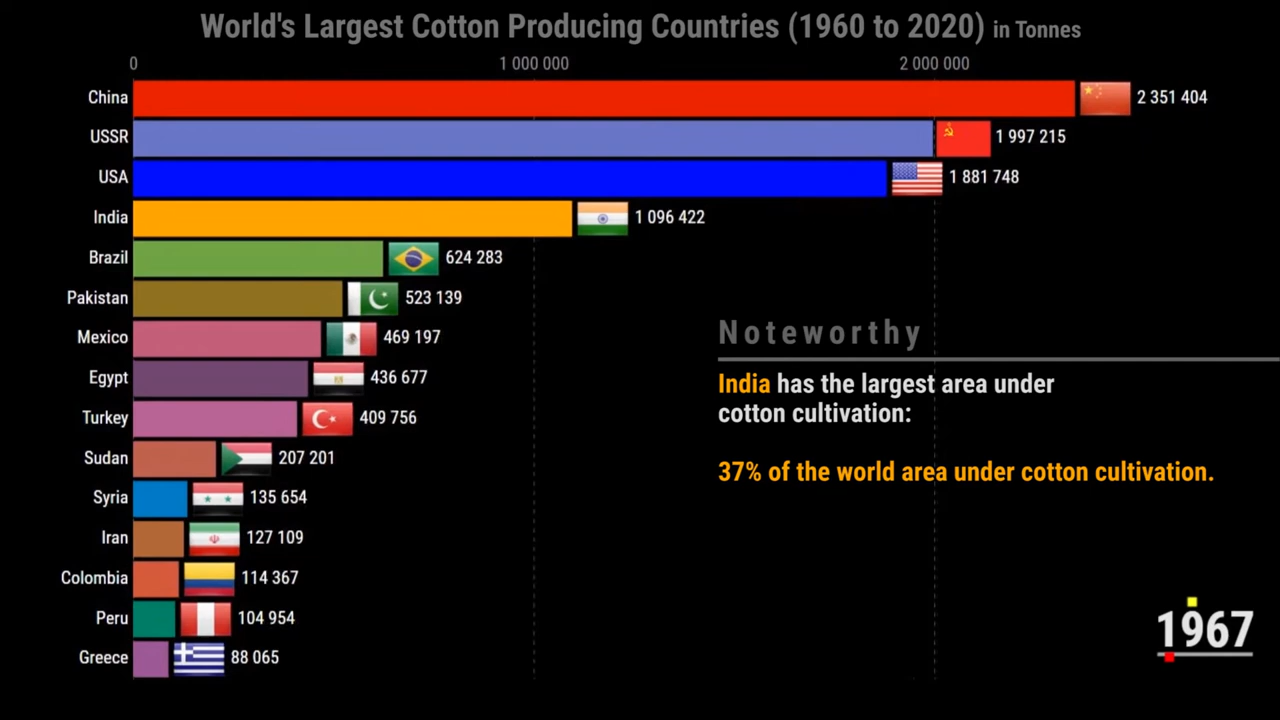 World's Largest Cotton Producing Countries (1960 to 2020) in Tonnes
0 1 000 000 2 000 000
China 2 351 404
USSR 1 997 215
USA 1 881 748
India 1 096 422
Brazil 624 283
Pakistan 523 139
Mexico 469 197
Egypt 436 677
Turkey 409 756
Sudan 207 201
Syria 135 654
Iran 127 109
Colombia 114 367
Peru 104 954
Greece 88 065
Noteworthy
India has the largest area under
cotton cultivation:
37% of the world area under cotton cultivation.
1967